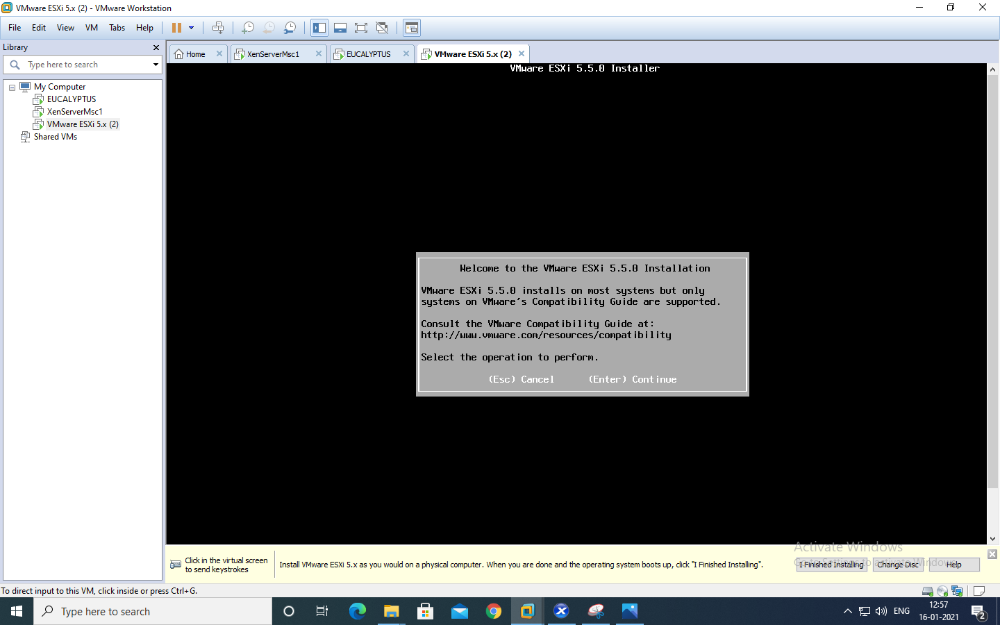 VMware ESXi 5.x (2) - VMware Workstation
File Edit View VM Tabs Help
Library
Type here to search
My Computer
EUCALYPTUS
XenServerMsc1
VMware ESXi 5.x (2)
Shared VMs
Home XenServerMsc1 EUCALYPTUS VMware ESXi 5.x (2)
VMware ESXi 5.5.0 Installer
Welcome to the VMware ESXi 5.5.0 Installation
VMware ESXi 5.5.0 installs on most systems but only
systems on VMware's Compatibility Guide are supported.
Consult the VMware Compatibility Guide at:
http://www.vmware.com/resources/compatibility
Select the operation to perform.
(Esc) Cancel (Enter) Continue
Activate Windows
Go to Settings to activate Windows.
Click in the virtual screen
to send keystrokes
Install VMware ESXi 5.x as you would on a physical computer. When you are done and the operating system boots up, click "I Finished Installing".
I Finished Installing Change Disc Help
To direct input to this VM, click inside or press Ctrl+G.
Type here to search
ENG
12:57
16-01-2021
2